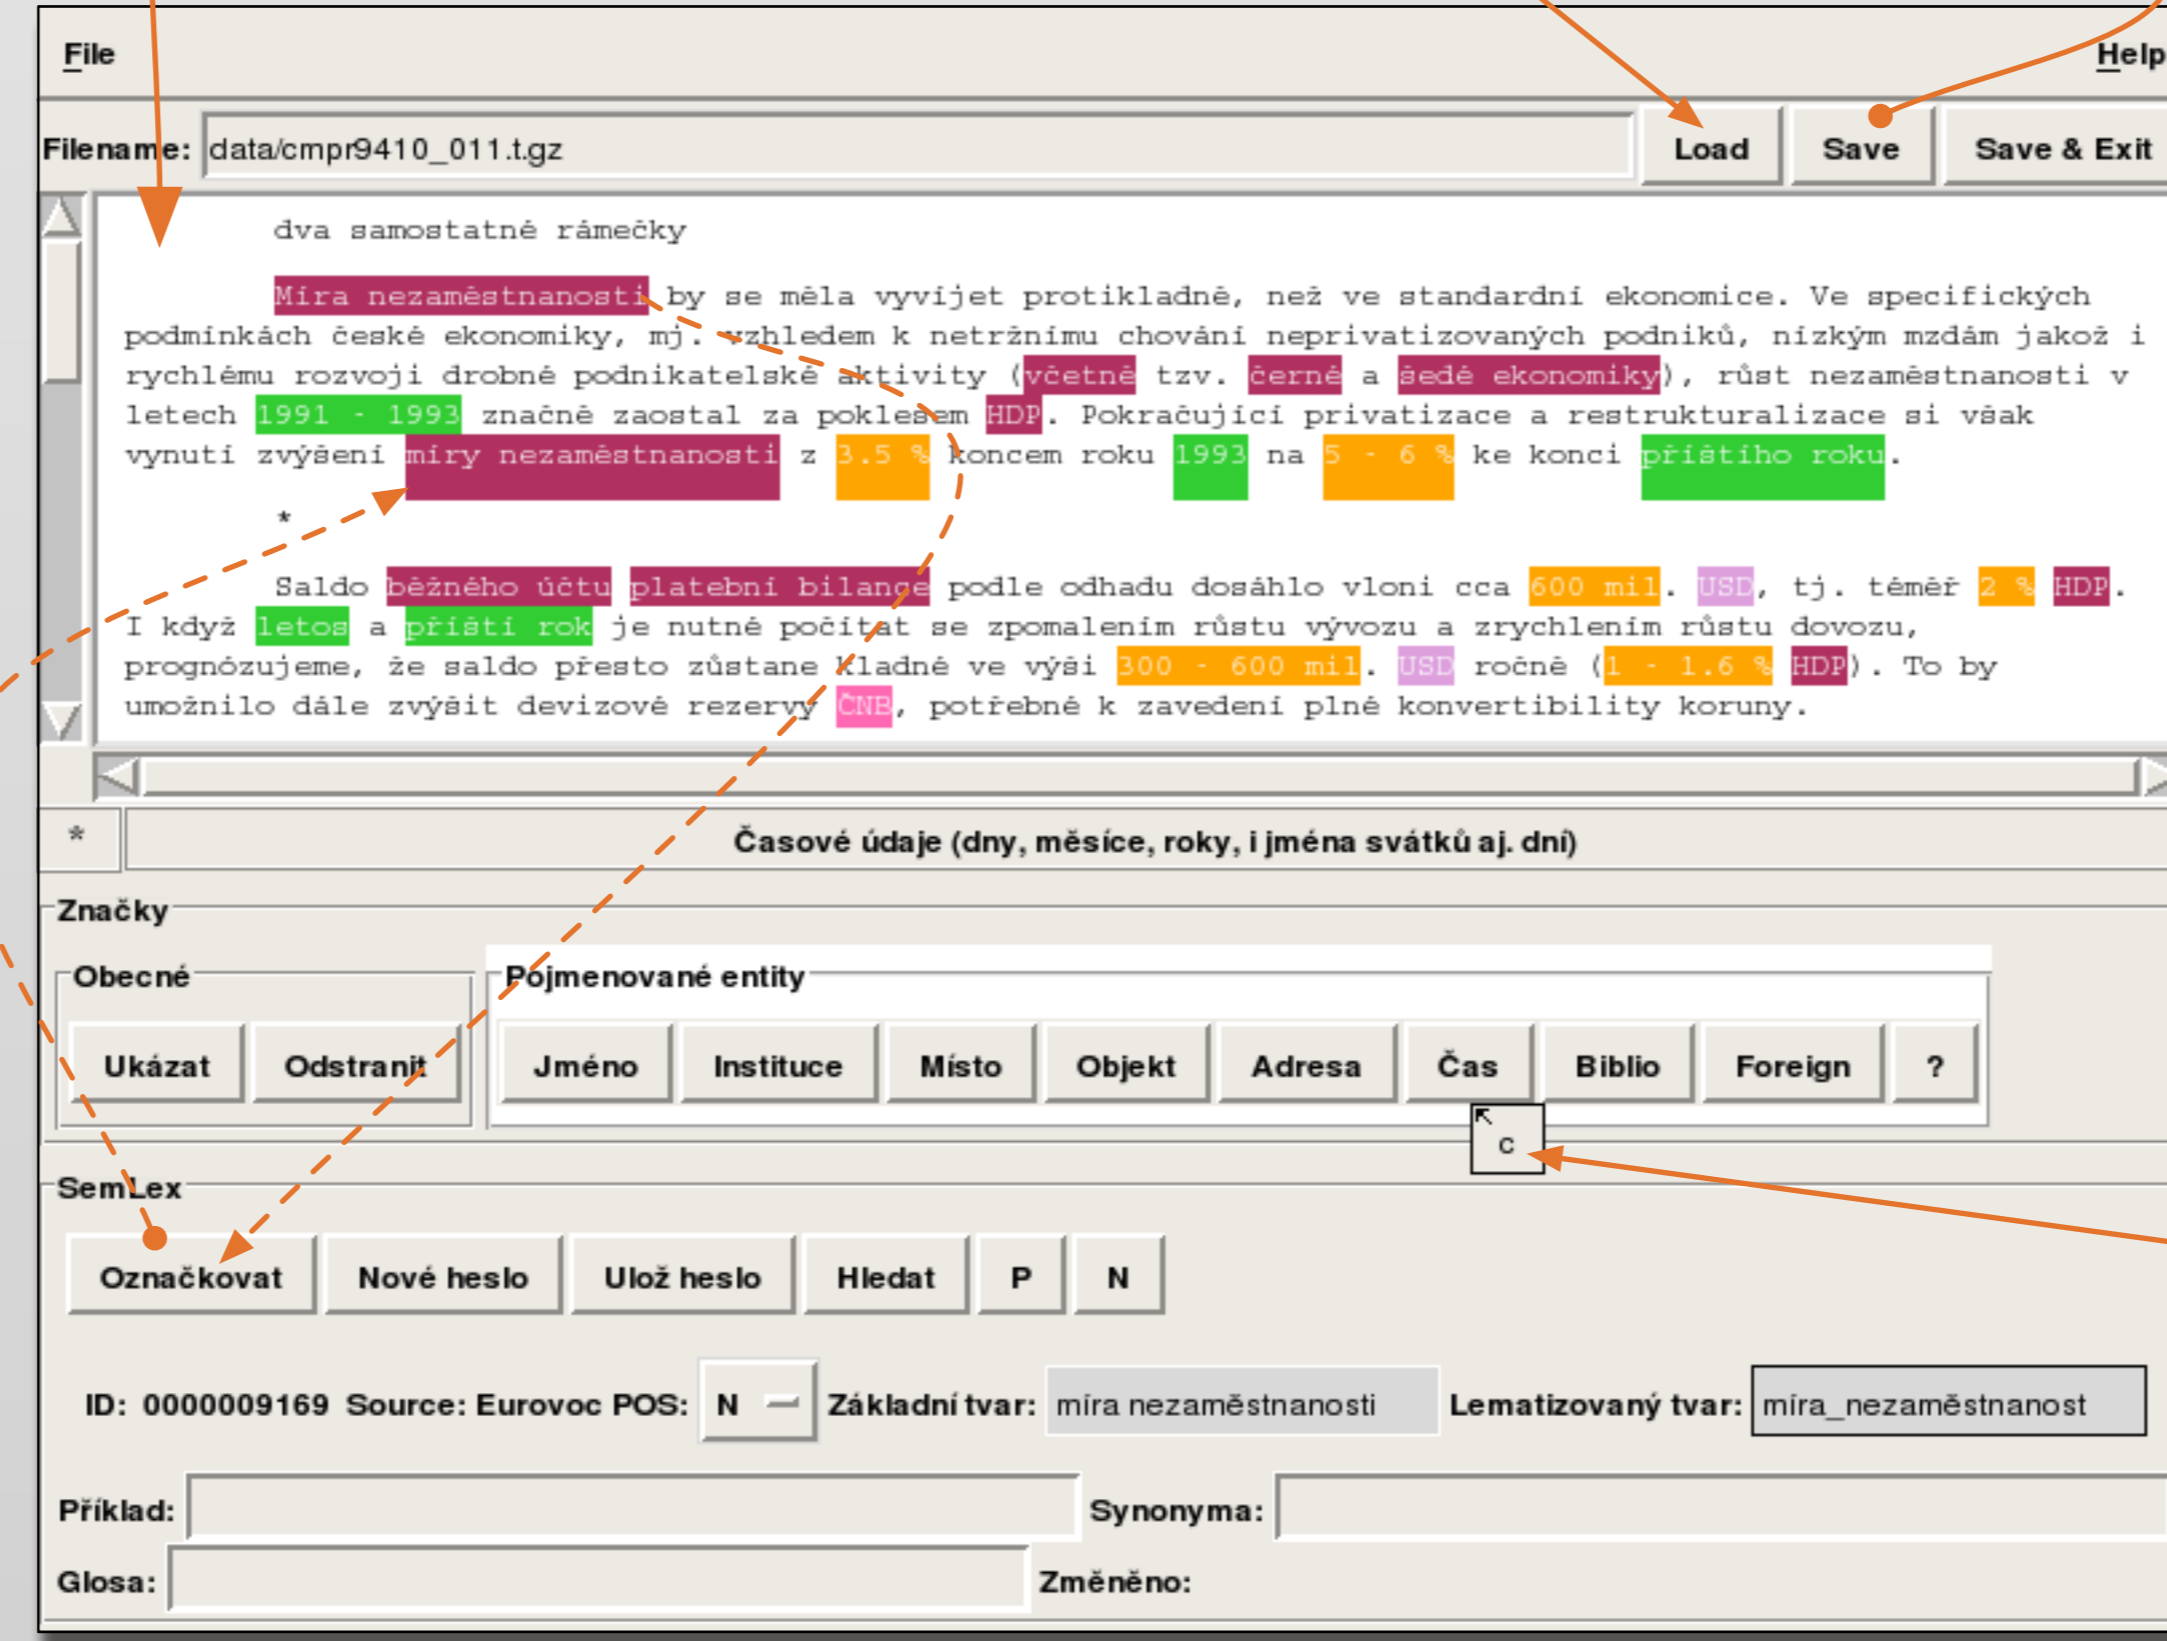 File Help
Filename: data/cmpr9410_011.t.gz Load Save Save & Exit
dva samostatné rámečky
Míra nezaměstnanosti by se měla vyvíjet protikladně, než ve standardní ekonomice. Ve specifických
podmínkách české ekonomiky, mj. vzhledem k netržnímu chování neprivatizovaných podniků, nízkým mzdám jakož i
rychlému rozvoji drobné podnikatelské aktivity (včetně tzv. černé a šedé ekonomiky), růst nezaměstnanosti v
letech 1991 - 1993 značně zaostal za poklesem HDP. Pokračující privatizace a restrukturalizace si však
vynutí zvýšení míry nezaměstnanosti z 3.5 % koncem roku 1993 na 5 - 6 % ke konci příštího roku.
*
Saldo běžného účtu platební bilance podle odhadu dosáhlo vloni cca 600 mil. USD, tj. téměř 2 % HDP.
I když letos a příští rok je nutné počítat se zpomalením růstu vývozu a zrychlením růstu dovozu,
prognózujeme, že saldo přesto zůstane kladné ve výši 300 - 600 mil. USD ročně (1 - 1.6 % HDP). To by
umožnilo dále zvýšit devizové rezervy ČNB, potřebné k zavedení plné konvertibility koruny.
* Časové údaje (dny, měsíce, roky, i jména svátků aj. dní)
Značky
Obecné Pojmenované entity
Ukázat Odstranit Jméno Instituce Místo Objekt Adresa Čas Biblio Foreign ?
c
SemLex
Označkovat Nové heslo Ulož heslo Hledat P N
ID: 0000009169 Source: Eurovoc POS: N Základní tvar: míra nezaměstnanosti Lematizovaný tvar: míra_nezaměstnanost
Příklad: Synonyma:
Glosa: Změněno: